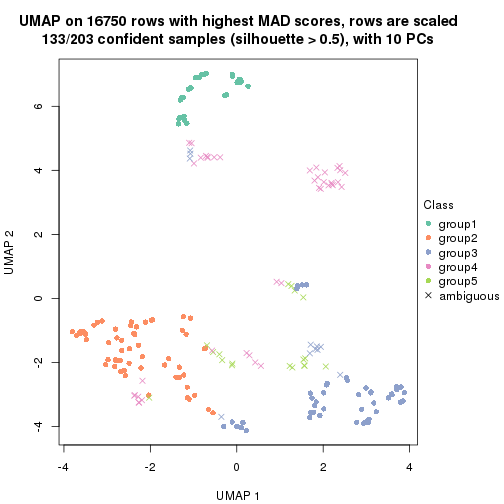 UMAP on 16750 rows with highest MAD scores, rows are scaled
133/203 confident samples (silhouette > 0.5), with 10 PCs
6
4
2
0
-2
-4
UMAP 2
-4
-2
0
2
4
UMAP 1
Class
group1
group2
group3
group4
group5
ambiguous